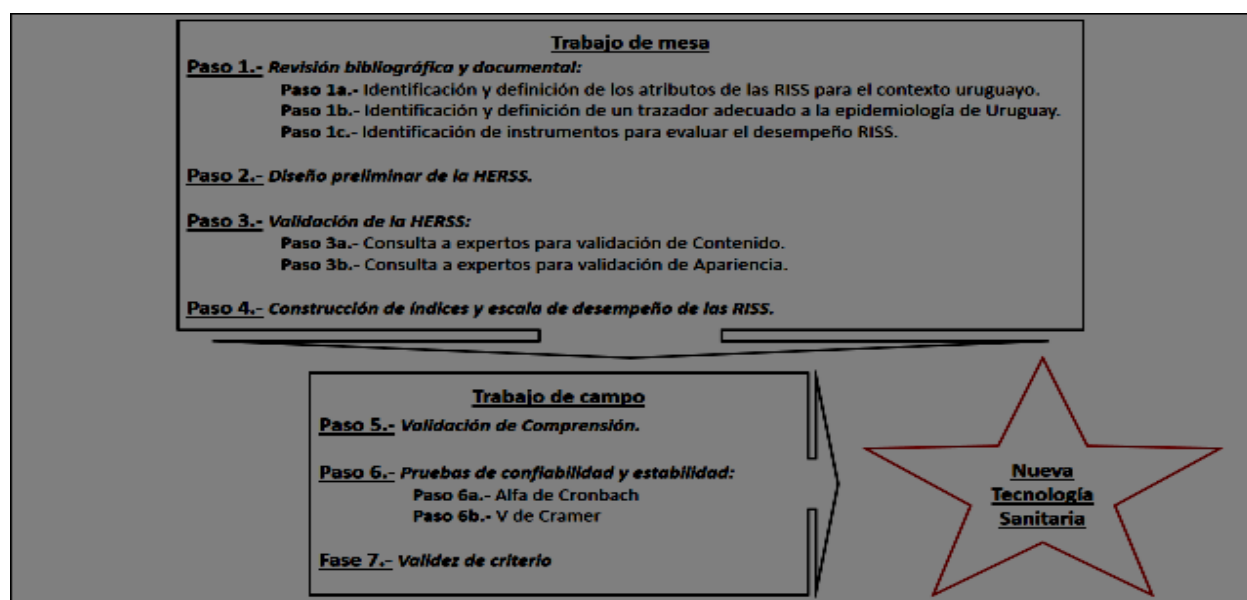 Trabajo de mesa
Paso 1.- Revisión bibliográfica y documental:
Paso 1a.- Identificación y definición de los atributos de las RISS para el contexto uruguayo.
Paso 1b.- Identificación y definición de un trazador adecuado a la epidemiología de Uruguay.
Paso 1c.- Identificación de instrumentos para evaluar el desempeño RISS.
Paso 2.- Diseño preliminar de la HERSS.
Paso 3.- Validación de la HERSS:
Paso 3a.- Consulta a expertos para validación de Contenido.
Paso 3b.- Consulta a expertos para validación de Apariencia.
Paso 4.- Construcción de índices y escala de desempeño de las RISS.
Trabajo de campo
Paso 5.- Validación de Comprensión.
Paso 6.- Pruebas de confiabilidad y estabilidad:
Paso 6a.- Alfa de Cronbach
Paso 6b.- V de Cramer
Fase 7.- Validez de criterio
Nueva
Tecnología
Sanitaria